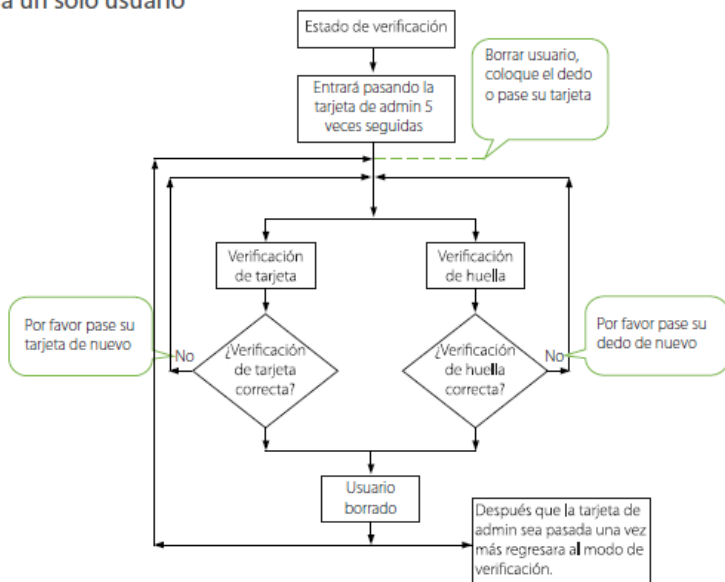 a un solo usuario
Estado de verificación
Borrar usuario,
coloque el dedo
o pase su tarjeta
Entrará pasando la
tarjeta de admin 5
veces seguidas
Verificación
de tarjeta
Verificación
de huella
Por favor pase su
tarjeta de nuevo
No
¿Verificación
de tarjeta
correcta?
¿Verificación
de huella
correcta?
No
Por favor pase su
dedo de nuevo
Usuario
borrado
Después que la tarjeta de
admin sea pasada una vez
más regresara al modo de
verificación.